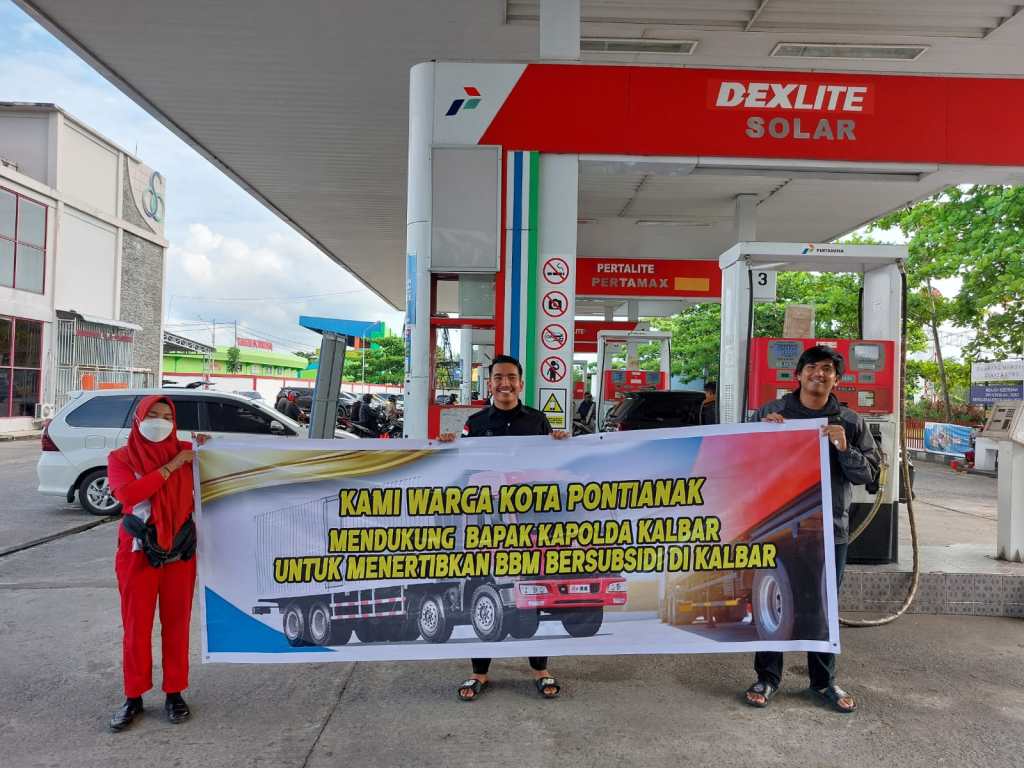 DEXLITE
SOLAR
PERTALITE
PERTAMAX
PERTAMINA
3
KAMI WARGA KOTA PONTIANAK
MENDUKUNG BAPAK KAPOLDA KALBAR
UNTUK MENERTIBKAN BBM BERSUBSIDI DI KALBAR